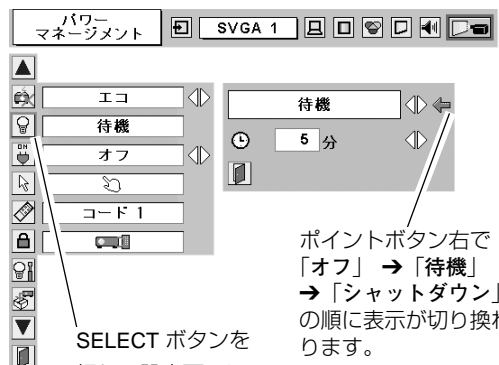 パワー
マネージメント
SVGA 1
エコ
待機
ON
オフ
コード 1
待機
5 分
ポイントボタン右で
「オフ」 ➔「待機」
➔「シャットダウン」
の順に表示が切り換わ
ります。
SELECT ボタンを